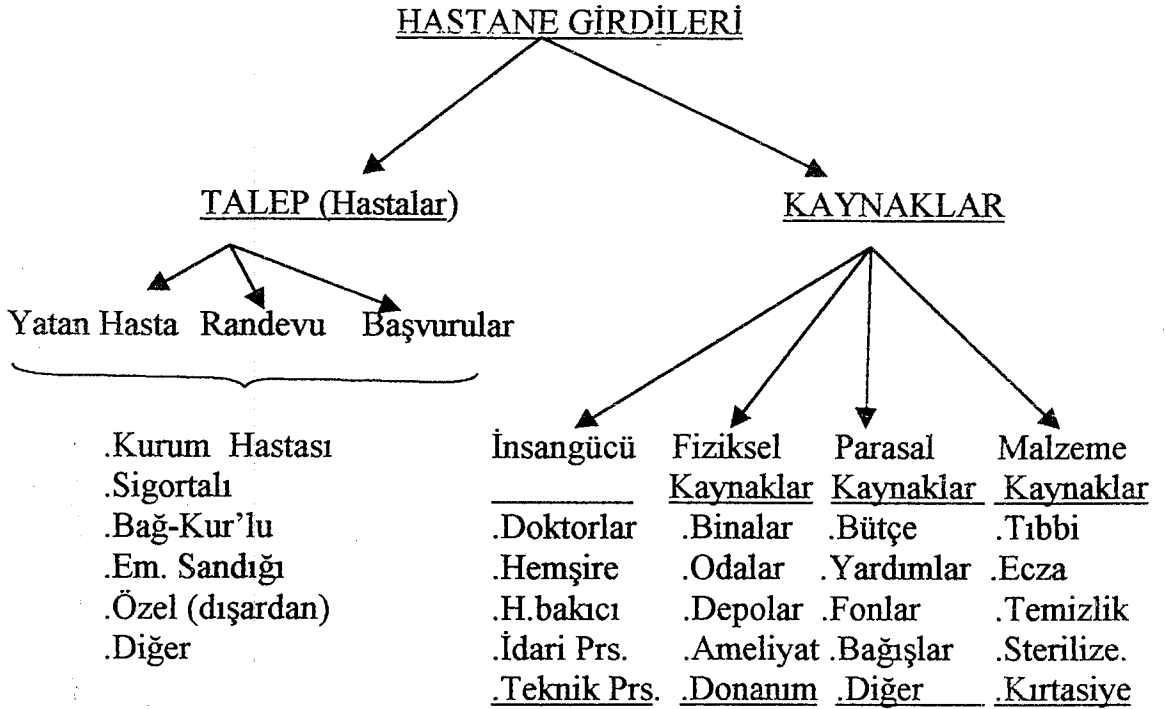 HASTANE GİRDİLERİ
TALEP (Hastalar)
KAYNAKLAR
Yatan Hasta Randevu Başvurular
.Kurum Hastası
.Sigortalı
.Bağ-Kur'lu
.Em. Sandığı
.Özel (dışardan)
.Diğer
İnsangücü Fiziksel Parasal Malzeme
Kaynaklar Kaynaklar Kaynaklar
.Doktorlar .Binalar .Bütçe .Tıbbi
.Hemşire .Odalar .Yardımlar .Ecza
.H.bakıcı .Depolar .Fonlar .Temizlik
.İdari Prs. .Ameliyat .Bağışlar .Sterilize.
.Teknik Prs. .Donanım .Diğer .Kırtasiye